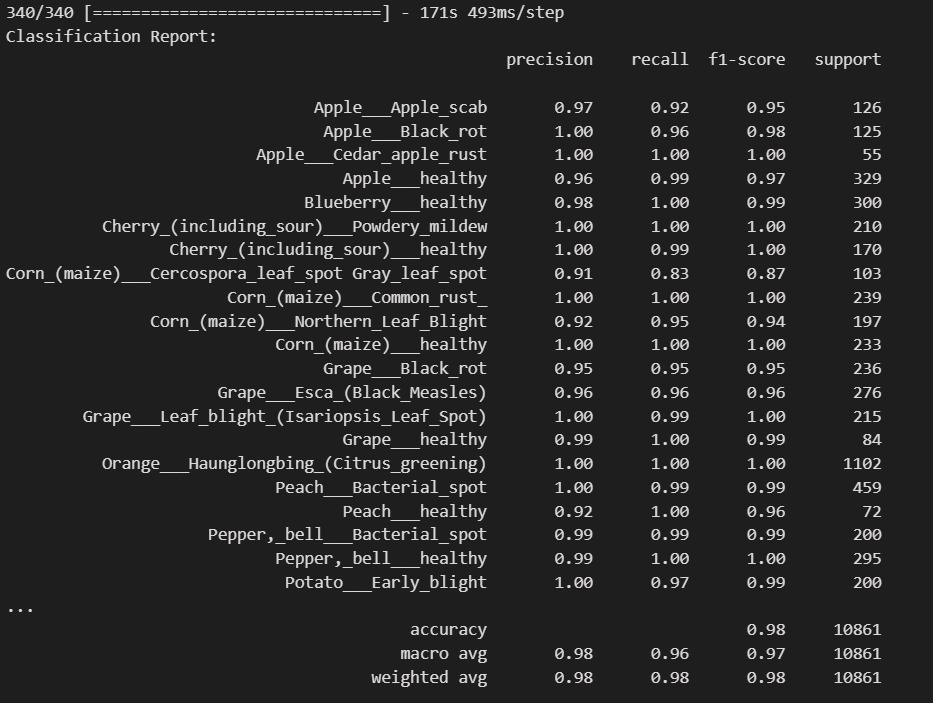 340/340 [==============================] - 171s 493ms/step
Classification Report:
precision recall f1-score support
Apple___Apple_scab 0.97 0.92 0.95 126
Apple___Black_rot 1.00 0.96 0.98 125
Apple___Cedar_apple_rust 1.00 1.00 1.00 55
Apple___healthy 0.96 0.99 0.97 329
Blueberry___healthy 0.98 1.00 0.99 300
Cherry_(including_sour)___Powdery_mildew 1.00 1.00 1.00 210
Cherry_(including_sour)___healthy 1.00 0.99 1.00 170
Corn_(maize)___Cercospora_leaf_spot Gray_leaf_spot 0.91 0.83 0.87 103
Corn_(maize)___Common_rust_ 1.00 1.00 1.00 239
Corn_(maize)___Northern_Leaf_Blight 0.92 0.95 0.94 197
Corn_(maize)___healthy 1.00 1.00 1.00 233
Grape___Black_rot 0.95 0.95 0.95 236
Grape___Esca_(Black_Measles) 0.96 0.96 0.96 276
Grape___Leaf_blight_(Isariopsis_Leaf_Spot) 1.00 0.99 1.00 215
Grape___healthy 0.99 1.00 0.99 84
Orange___Haunglongbing_(Citrus_greening) 1.00 1.00 1.00 1102
Peach___Bacterial_spot 1.00 0.99 0.99 459
Peach___healthy 0.92 1.00 0.96 72
Pepper,_bell___Bacterial_spot 0.99 0.99 0.99 200
Pepper,_bell___healthy 0.99 1.00 1.00 295
Potato___Early_blight 1.00 0.97 0.99 200
...
accuracy 0.98 10861
macro avg 0.98 0.96 0.97 10861
weighted avg 0.98 0.98 0.98 10861